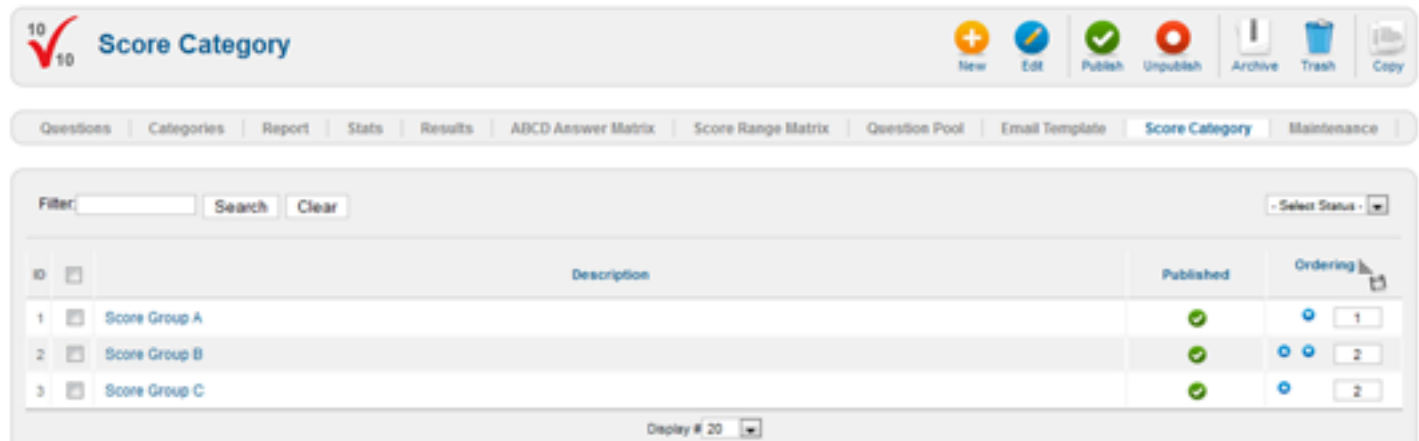 10
10
Score Category
New Edit Publish Unpublish Archive Trash Copy
Questions Categories Report Stats Results ABCD Answer Matrix Score Range Matrix Question Pool Email Template Score Category Maintenance
Filter: Search Clear - Select Status -
ID Description Published Ordering
1 Score Group A 1
2 Score Group B 2
3 Score Group C 2
Display # 20